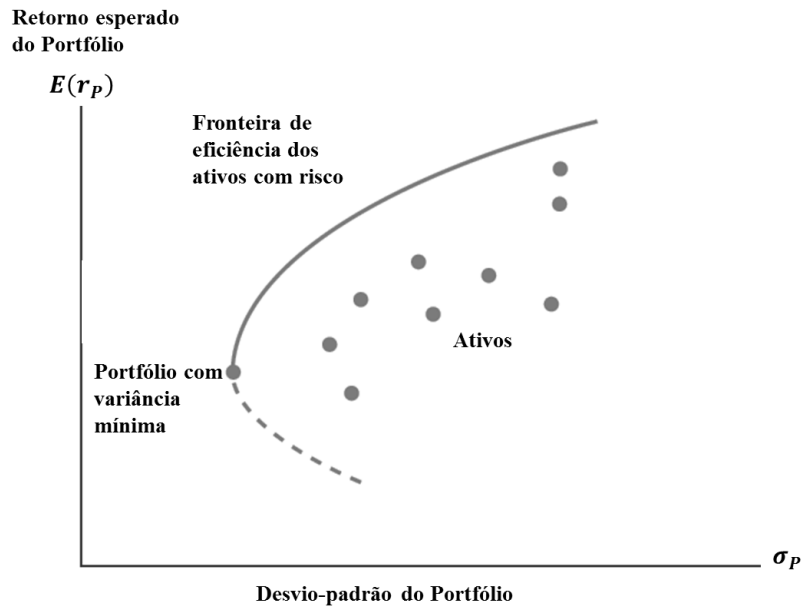 Retorno esperado
do Portfólio
E(r_P)
Fronteira de
eficiência dos
ativos com risco
Ativos
Portfólio com
variância
mínima
σ_P
Desvio-padrão do Portfólio